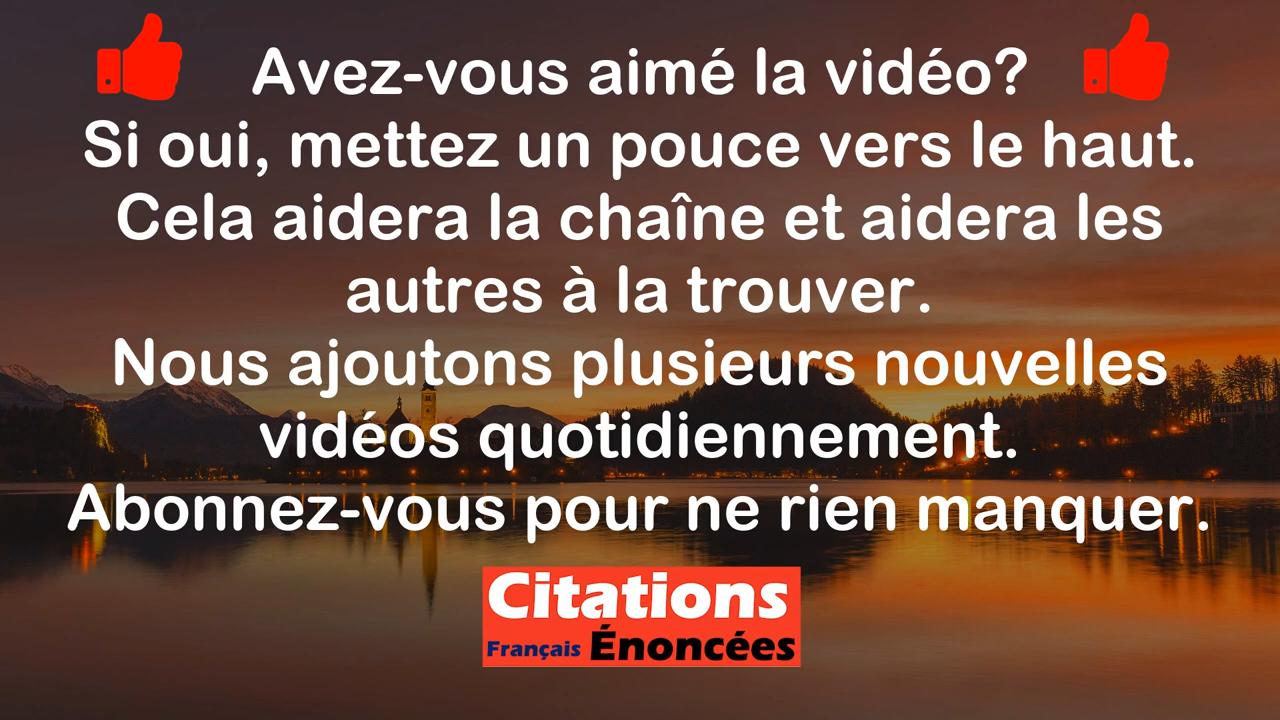 Avez-vous aimé la vidéo?
Si oui, mettez un pouce vers le haut.
Cela aidera la chaîne et aidera les
autres à la trouver.
Nous ajoutons plusieurs nouvelles
vidéos quotidiennement.
Abonnez-vous pour ne rien manquer.
Citations
Français Énoncées